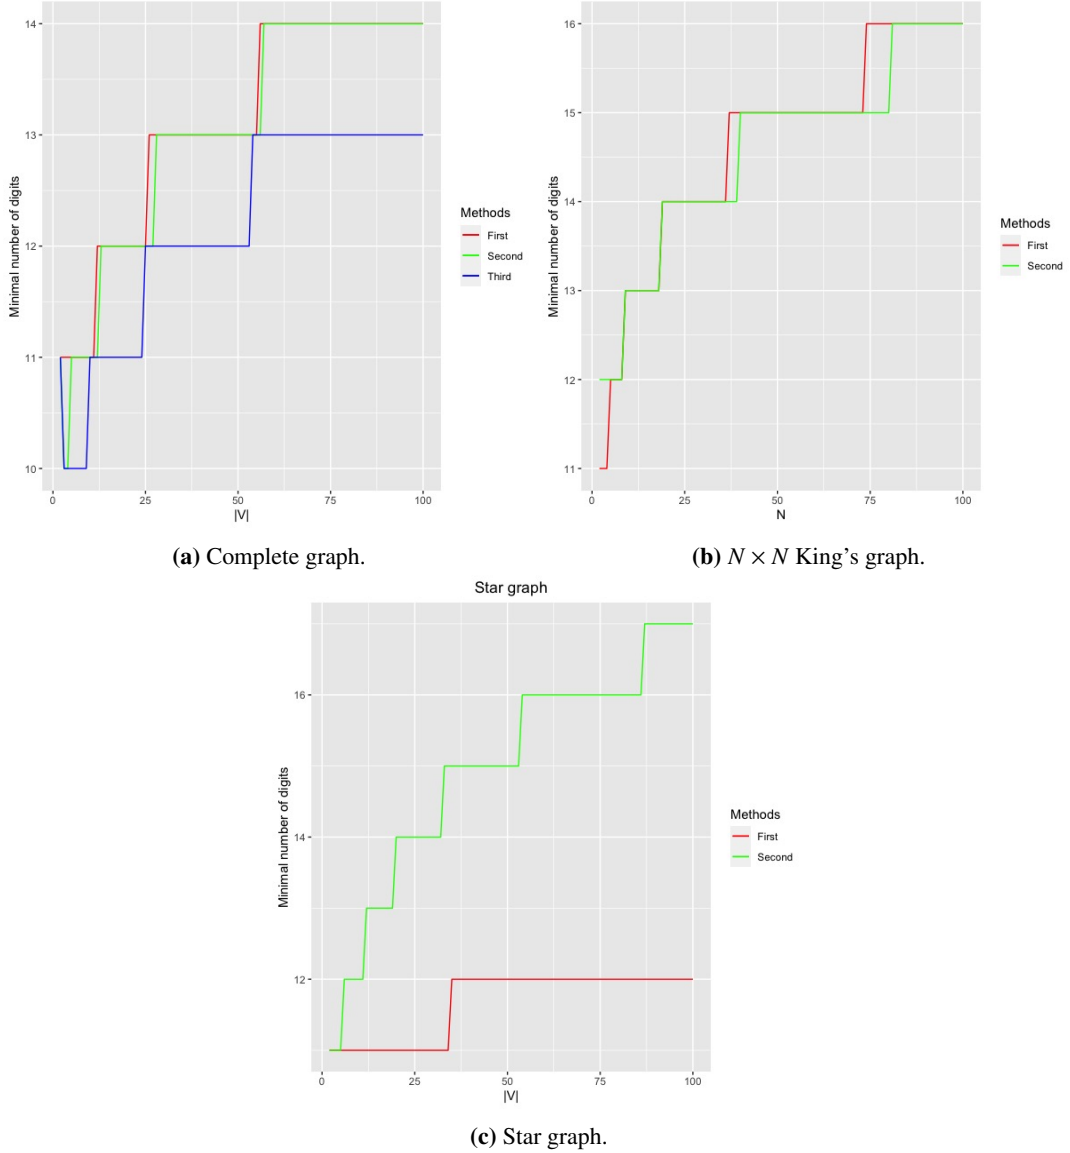 14
13
12
11
10
Minimal number of digits
0 25 50 75 100
|V|
Methods
First
Second
Third
(a) Complete graph.
16
15
14
13
12
11
Minimal number of digits
0 25 50 75 100
N
Methods
First
Second
(b) N × N King's graph.
Star graph
16
14
12
Minimal number of digits
0 25 50 75 100
|V|
Methods
First
Second
(c) Star graph.